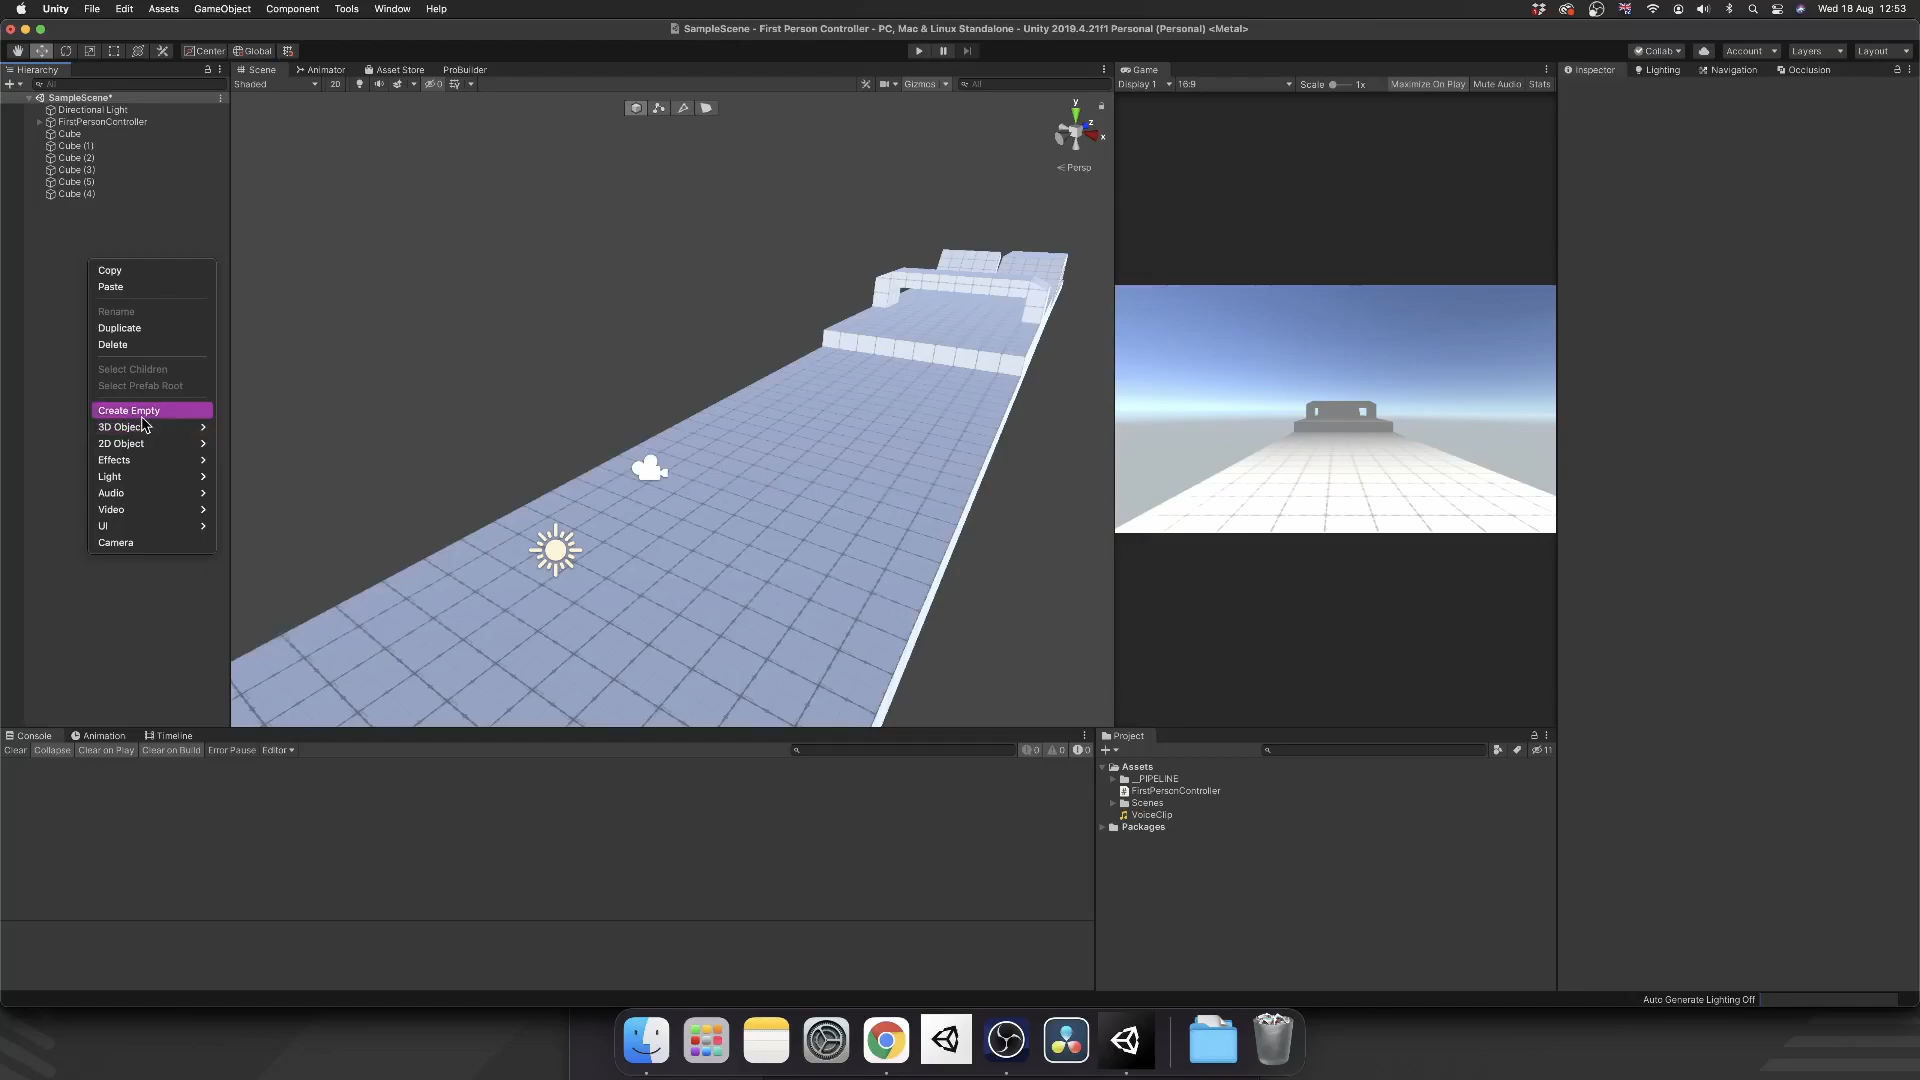 Unity File Edit Assets GameObject Component Tools Window Help Wed 18 Aug 12:53
SampleScene - First Person Controller - PC, Mac & Linux Standalone - Unity 2019.4.21f1 Personal (Personal) <Metal>
Center Global Collab Account Layers Layout
Hierarchy Scene Animator Asset Store ProBuilder Game Inspector Lighting Navigation Occlusion
All Shaded 2D 0 Gizmos All Display 1 16:9 Scale 1x Maximize On Play Mute Audio Stats
SampleScene*
Directional Light
FirstPersonController
Cube
Cube (1)
Cube (2)
Cube (3)
Cube (5)
Cube (4)
y
z
x
Persp
Copy
Paste
Rename
Duplicate
Delete
Select Children
Select Prefab Root
Create Empty
3D Object
2D Object
Effects
Light
Audio
Video
UI
Camera
Console Animation Timeline Project
Clear Collapse Clear on Play Clear on Build Error Pause Editor 0 0 0 11
Assets
__PIPELINE
FirstPersonController
Scenes
VoiceClip
Packages
Auto Generate Lighting Off